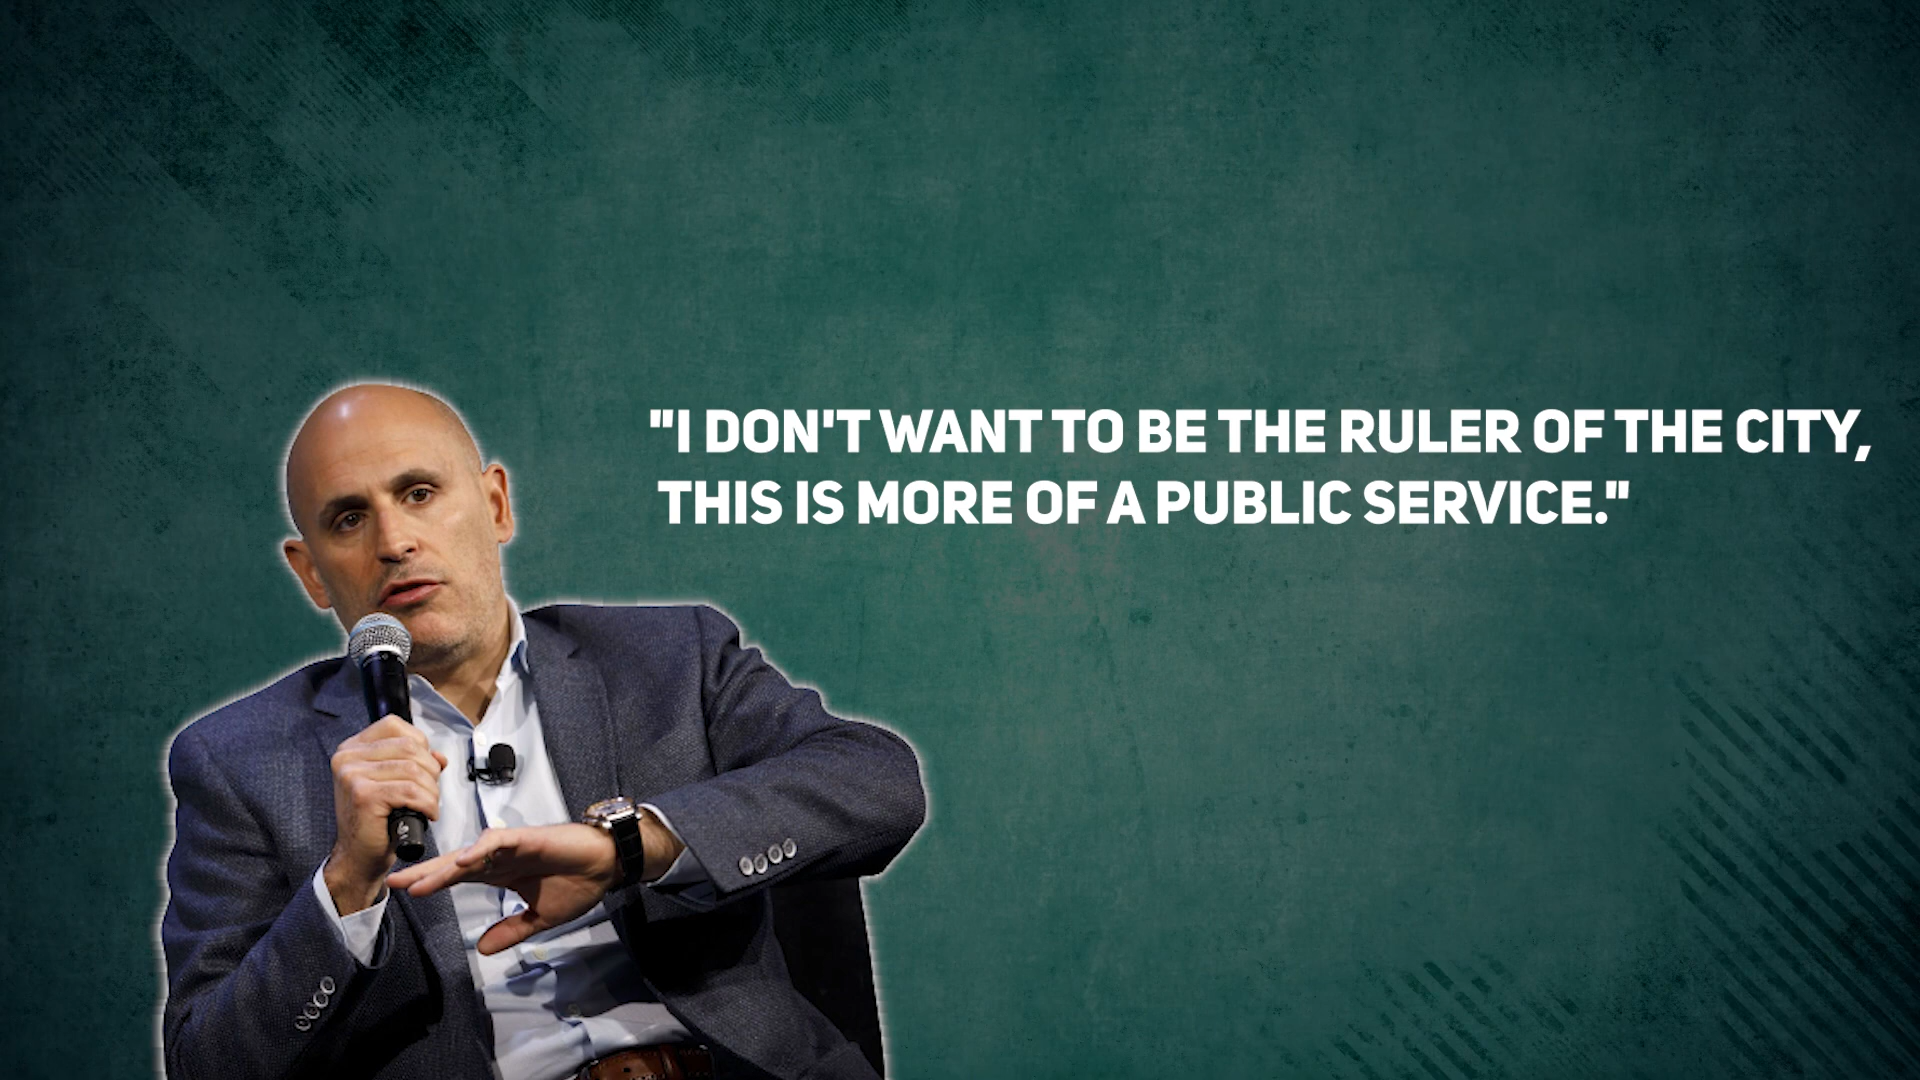 "I DON'T WANT TO BE THE RULER OF THE CITY,
THIS IS MORE OF A PUBLIC SERVICE."